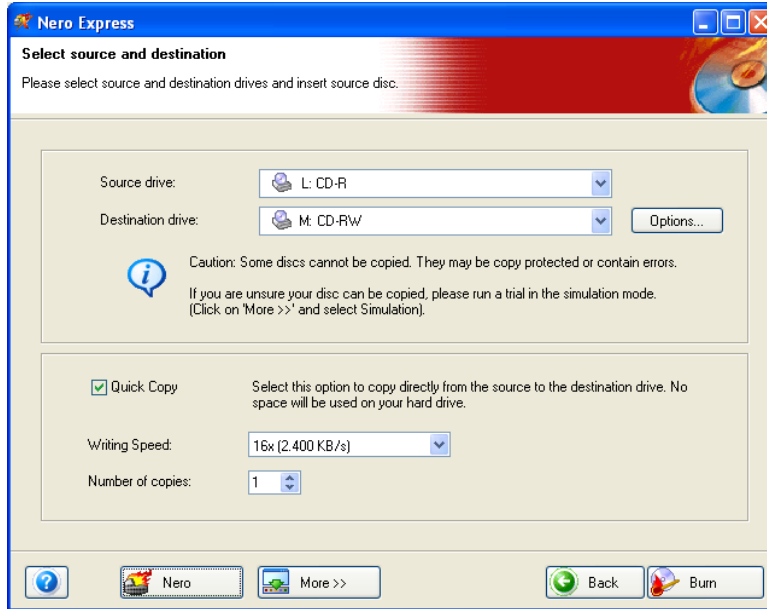 Nero Express
Select source and destination
Please select source and destination drives and insert source disc.
Source drive:
L: CD-R
Destination drive:
M: CD-RW
Options...
Caution: Some discs cannot be copied. They may be copy protected or contain errors.
If you are unsure your disc can be copied, please run a trial in the simulation mode.
(Click on 'More >>' and select Simulation).
Quick Copy
Select this option to copy directly from the source to the destination drive. No
space will be used on your hard drive.
Writing Speed:
16x (2.400 KB/s)
Number of copies:
1
Nero
More >>
Back
Burn